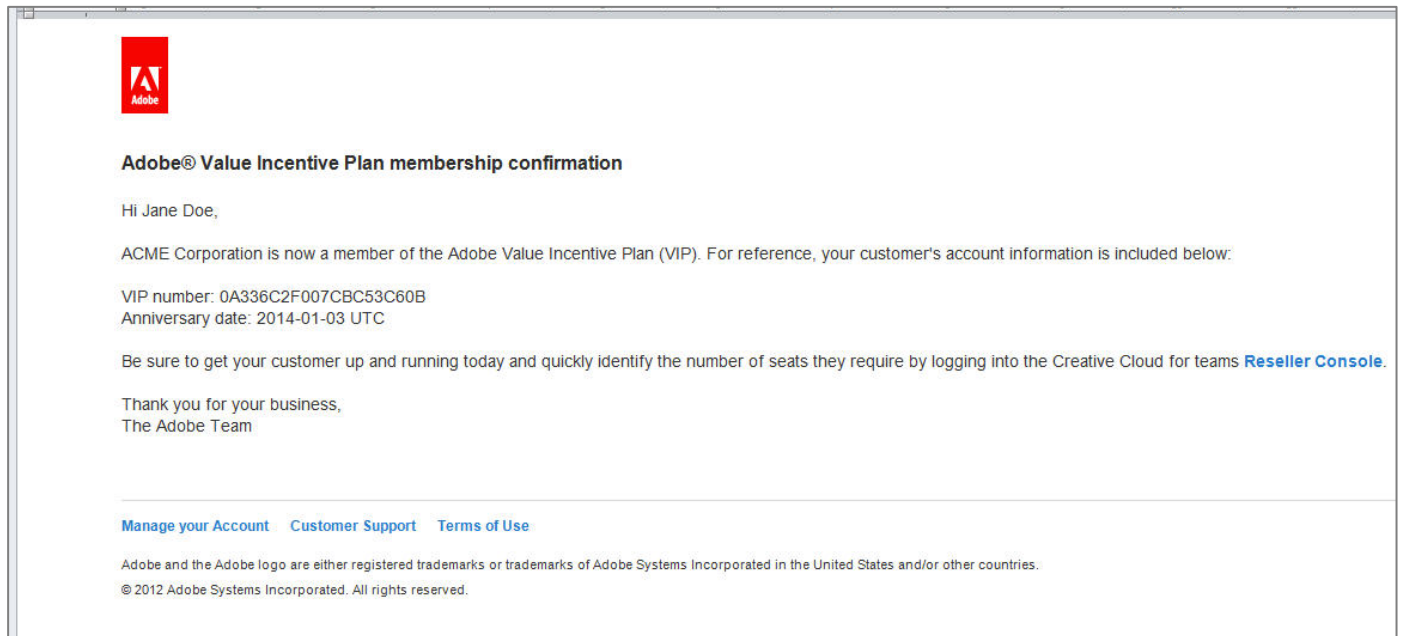 Adobe
Adobe® Value Incentive Plan membership confirmation
Hi Jane Doe,
ACME Corporation is now a member of the Adobe Value Incentive Plan (VIP). For reference, your customer's account information is included below:
VIP number: 0A336C2F007CBC53C60B
Anniversary date: 2014-01-03 UTC
Be sure to get your customer up and running today and quickly identify the number of seats they require by logging into the Creative Cloud for teams Reseller Console.
Thank you for your business,
The Adobe Team
Manage your Account Customer Support Terms of Use
Adobe and the Adobe logo are either registered trademarks or trademarks of Adobe Systems Incorporated in the United States and/or other countries.
© 2012 Adobe Systems Incorporated. All rights reserved.